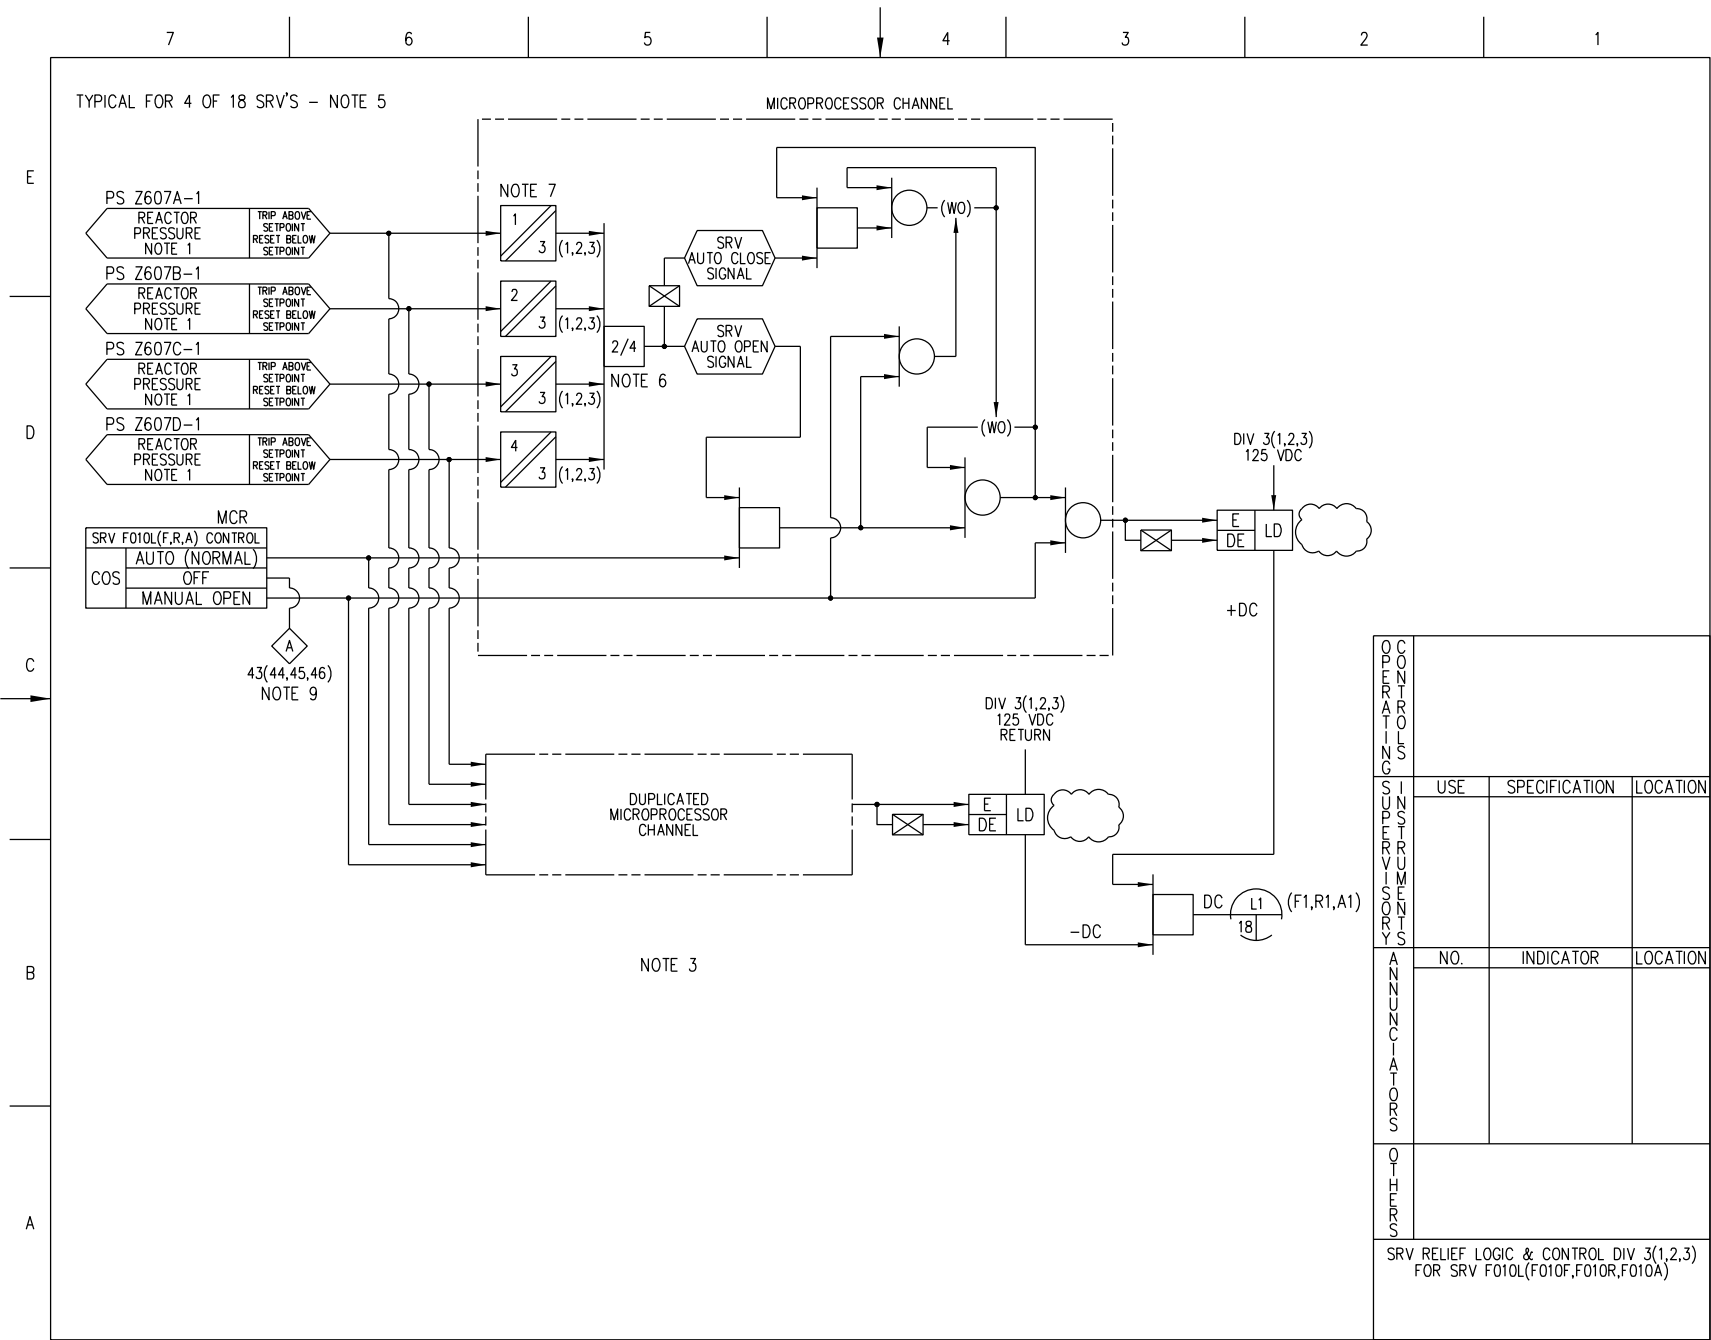 7 6 5 4 3 2 1
TYPICAL FOR 4 OF 18 SRV'S – NOTE 5
MICROPROCESSOR CHANNEL
E
D
C
B
A
PS Z607A–1
REACTOR
PRESSURE
NOTE 1
TRIP ABOVE
SETPOINT
RESET BELOW
SETPOINT
PS Z607B–1
REACTOR
PRESSURE
NOTE 1
TRIP ABOVE
SETPOINT
RESET BELOW
SETPOINT
PS Z607C–1
REACTOR
PRESSURE
NOTE 1
TRIP ABOVE
SETPOINT
RESET BELOW
SETPOINT
PS Z607D–1
REACTOR
PRESSURE
NOTE 1
TRIP ABOVE
SETPOINT
RESET BELOW
SETPOINT
MCR
SRV F010L(F,R,A) CONTROL
COS
AUTO (NORMAL)
OFF
MANUAL OPEN
A
43(44,45,46)
NOTE 9
NOTE 7
1
3 (1,2,3)
2
3 (1,2,3)
3
3 (1,2,3)
4
3 (1,2,3)
2/4
NOTE 6
SRV
AUTO CLOSE
SIGNAL
SRV
AUTO OPEN
SIGNAL
(WO)
(WO)
DIV 3(1,2,3)
125 VDC
E
DE
LD
+DC
DUPLICATED
MICROPROCESSOR
CHANNEL
DIV 3(1,2,3)
125 VDC
RETURN
E
DE
LD
–DC
DC
L1
18
(F1,R1,A1)
NOTE 3
OPERATING
CONTROLS
SUPERVISORY
INSTRUMENTS
USE SPECIFICATION LOCATION
ANNUNCIATORS
NO. INDICATOR LOCATION
OTHERS
SRV RELIEF LOGIC & CONTROL DIV 3(1,2,3)
FOR SRV F010L(F010F,F010R,F010A)